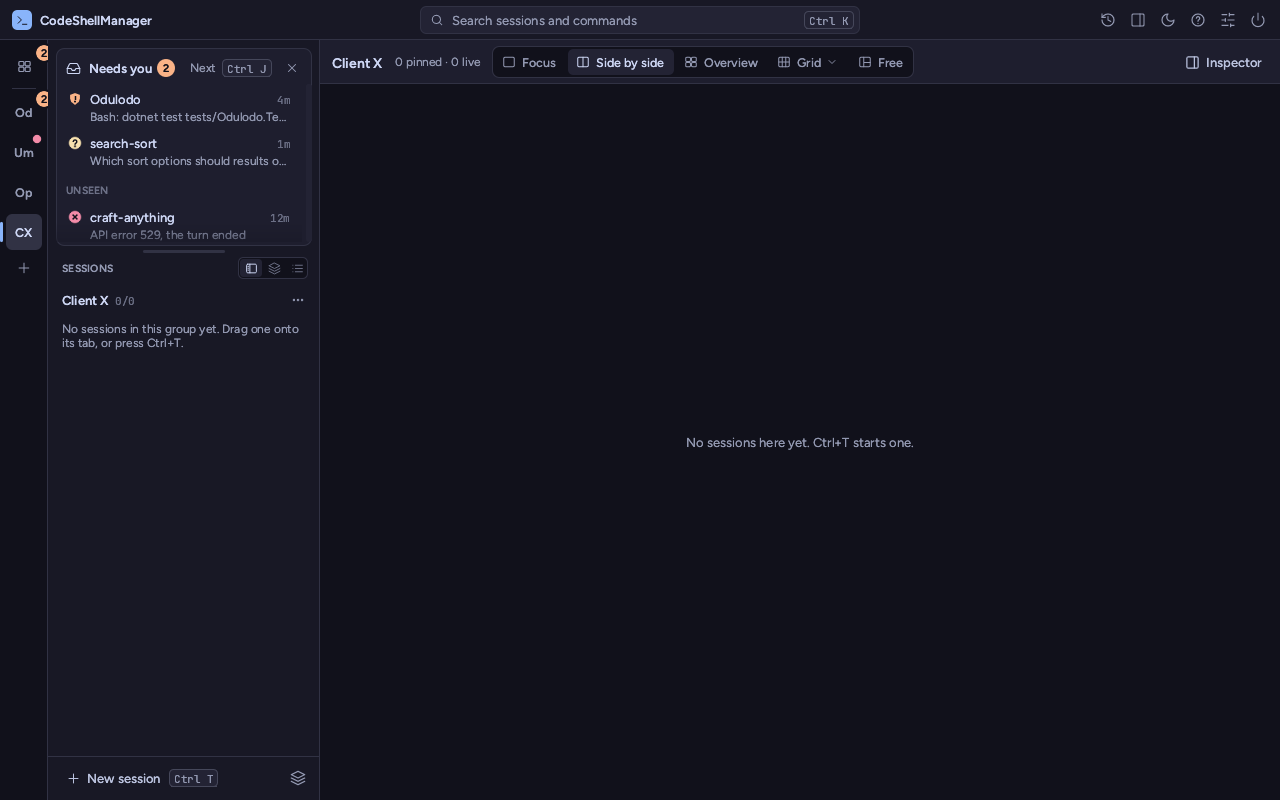 CodeShellManager
Search sessions and commands
Ctrl K
2
Needs you 2 Next Ctrl J
Odulodo 4m
Bash: dotnet test tests/Odulodo.Te…
search-sort 1m
Which sort options should results o…
UNSEEN
craft-anything 12m
API error 529, the turn ended
2
Od
Um
Op
CX
SESSIONS
Client X 0/0
No sessions in this group yet. Drag one onto
its tab, or press Ctrl+T.
New session Ctrl T
Client X 0 pinned · 0 live Focus Side by side Overview Grid Free Inspector
No sessions here yet. Ctrl+T starts one.